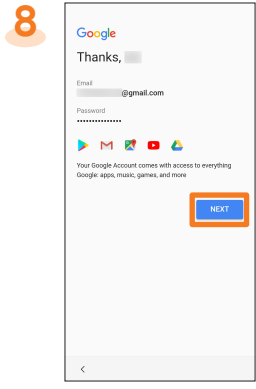 8
Google
Thanks,
Email
@gmail.com
Password
•••••••••••••••
Your Google Account comes with access to everything
Google: apps, music, games, and more
NEXT
<